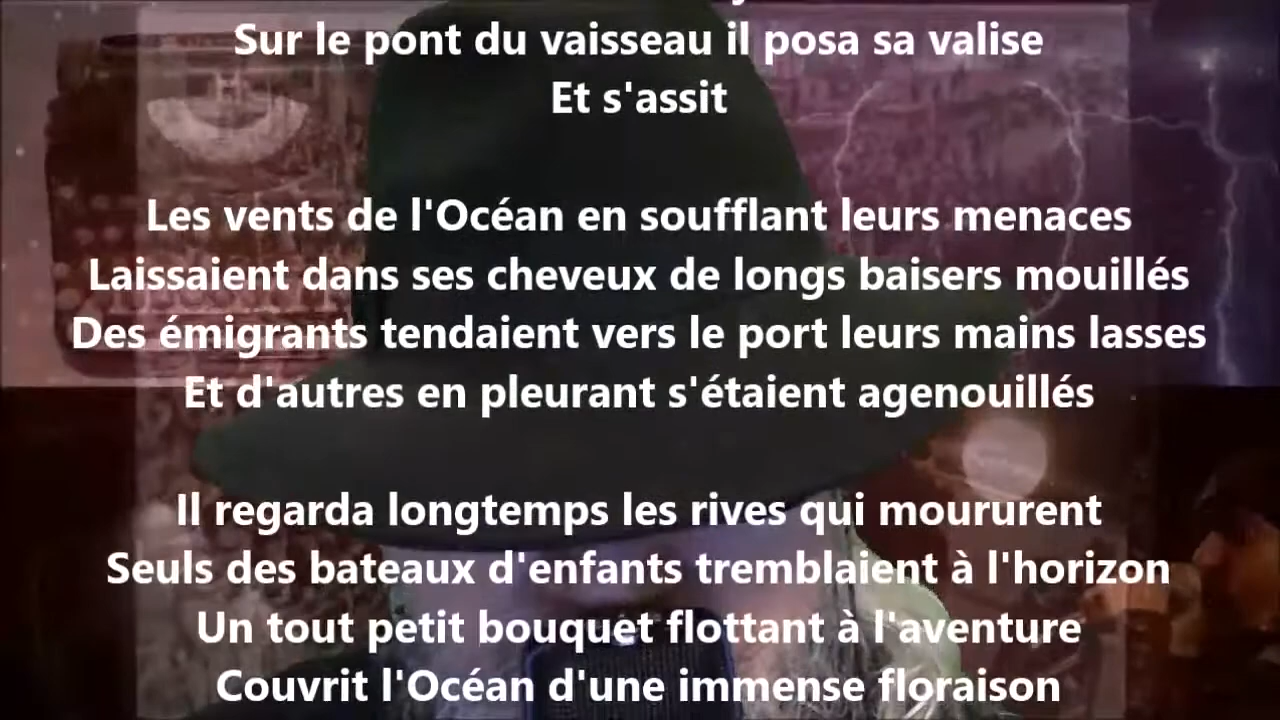 Sur le pont du vaisseau il posa sa valise
Et s'assit
Les vents de l'Océan en soufflant leurs menaces
Laissaient dans ses cheveux de longs baisers mouillés
Des émigrants tendaient vers le port leurs mains lasses
Et d'autres en pleurant s'étaient agenouillés
Il regarda longtemps les rives qui moururent
Seuls des bateaux d'enfants tremblaient à l'horizon
Un tout petit bouquet flottant à l'aventure
Couvrit l'Océan d'une immense floraison